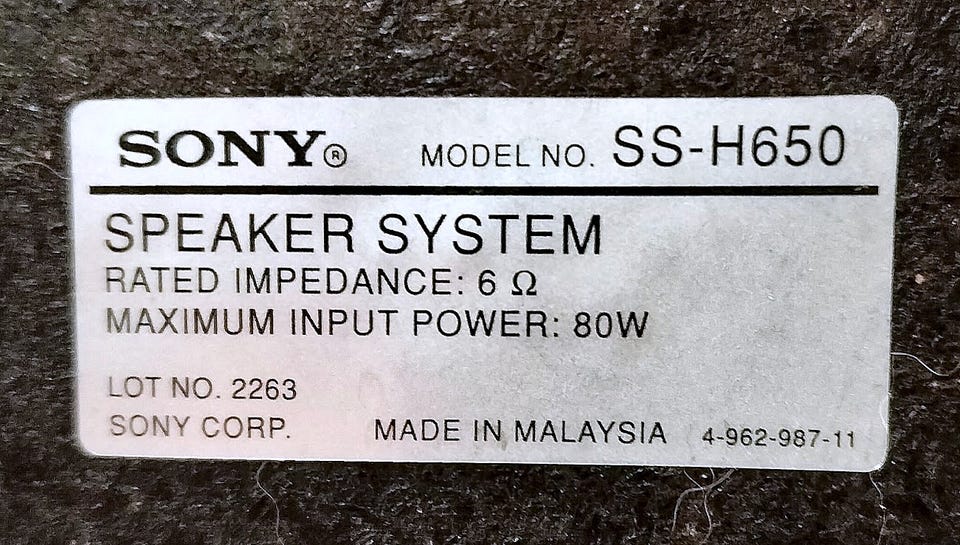 SONY® MODEL NO. SS-H650
SPEAKER SYSTEM
RATED IMPEDANCE: 6 Ω
MAXIMUM INPUT POWER: 80W
LOT NO. 2263
SONY CORP. MADE IN MALAYSIA 4-962-987-11